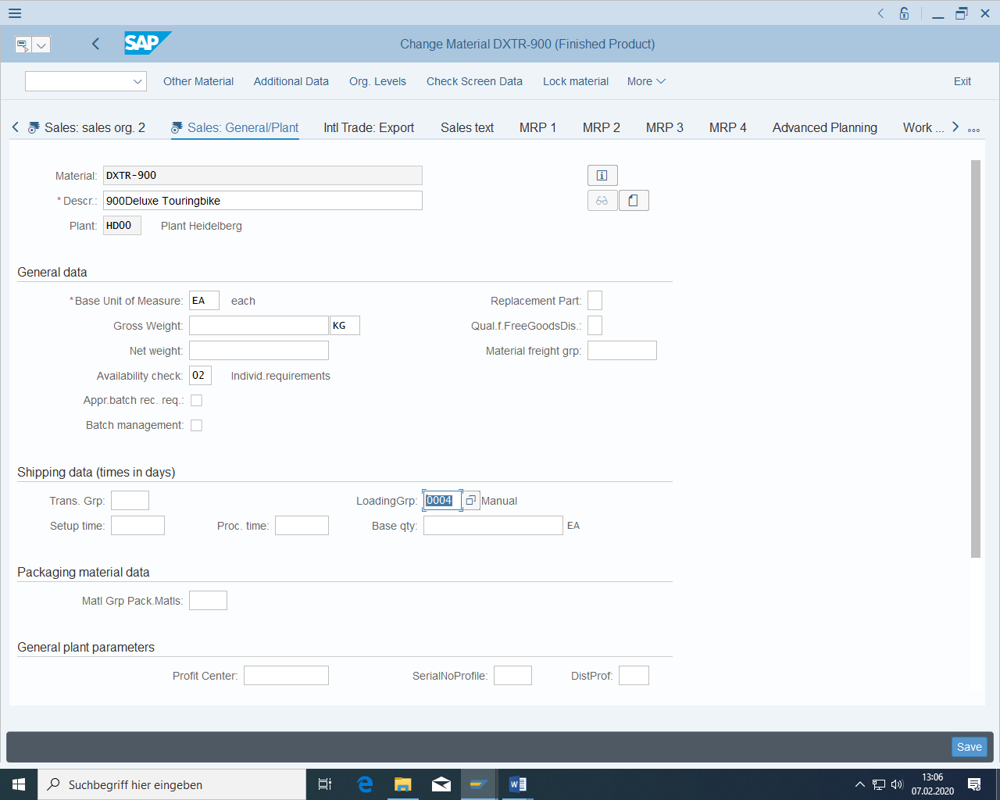 SAP
Change Material DXTR-900 (Finished Product)
Other Material Additional Data Org. Levels Check Screen Data Lock material More Exit
Sales: sales org. 2 Sales: General/Plant Intl Trade: Export Sales text MRP 1 MRP 2 MRP 3 MRP 4 Advanced Planning Work ...
Material: DXTR-900
* Descr.: 900Deluxe Touringbike
Plant: HD00 Plant Heidelberg
General data
*Base Unit of Measure: EA each Replacement Part:
Gross Weight: KG Qual.f.FreeGoodsDis.:
Net weight: Material freight grp:
Availability check: 02 Individ.requirements
Appr.batch rec. req.:
Batch management:
Shipping data (times in days)
Trans. Grp: LoadingGrp: 0004 Manual
Setup time: Proc. time: Base qty: EA
Packaging material data
Matl Grp Pack.Matls:
General plant parameters
Profit Center: SerialNoProfile: DistProf:
Save
Suchbegriff hier eingeben
13:06
07.02.2020